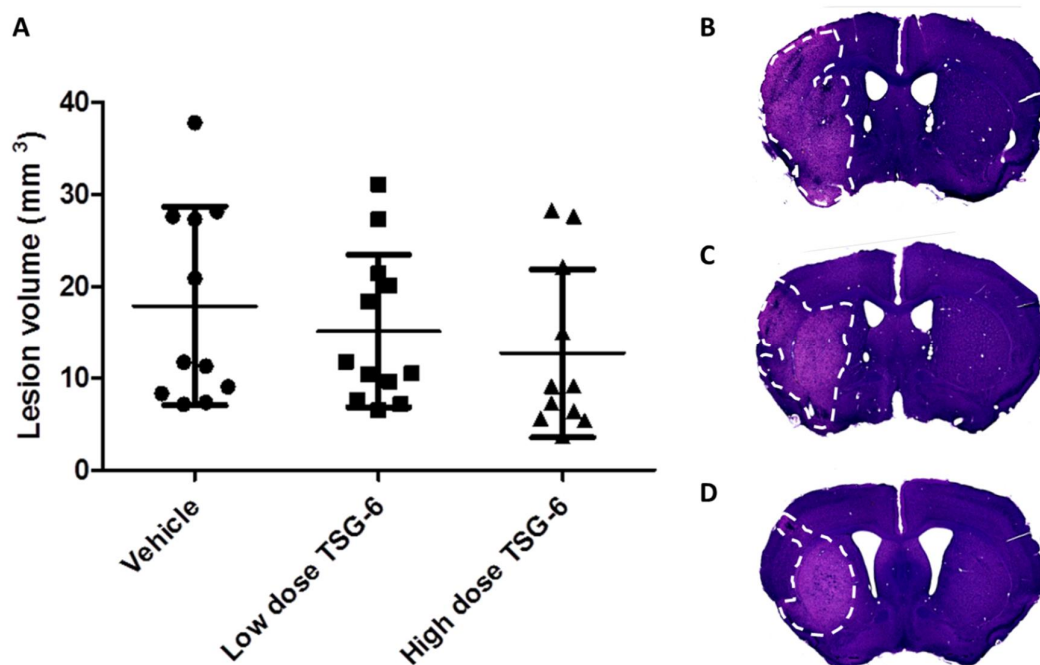 A
Lesion volume (mm 3)
40
30
20
10
0
Vehicle
Low dose TSG-6
High dose TSG-6
B
C
D